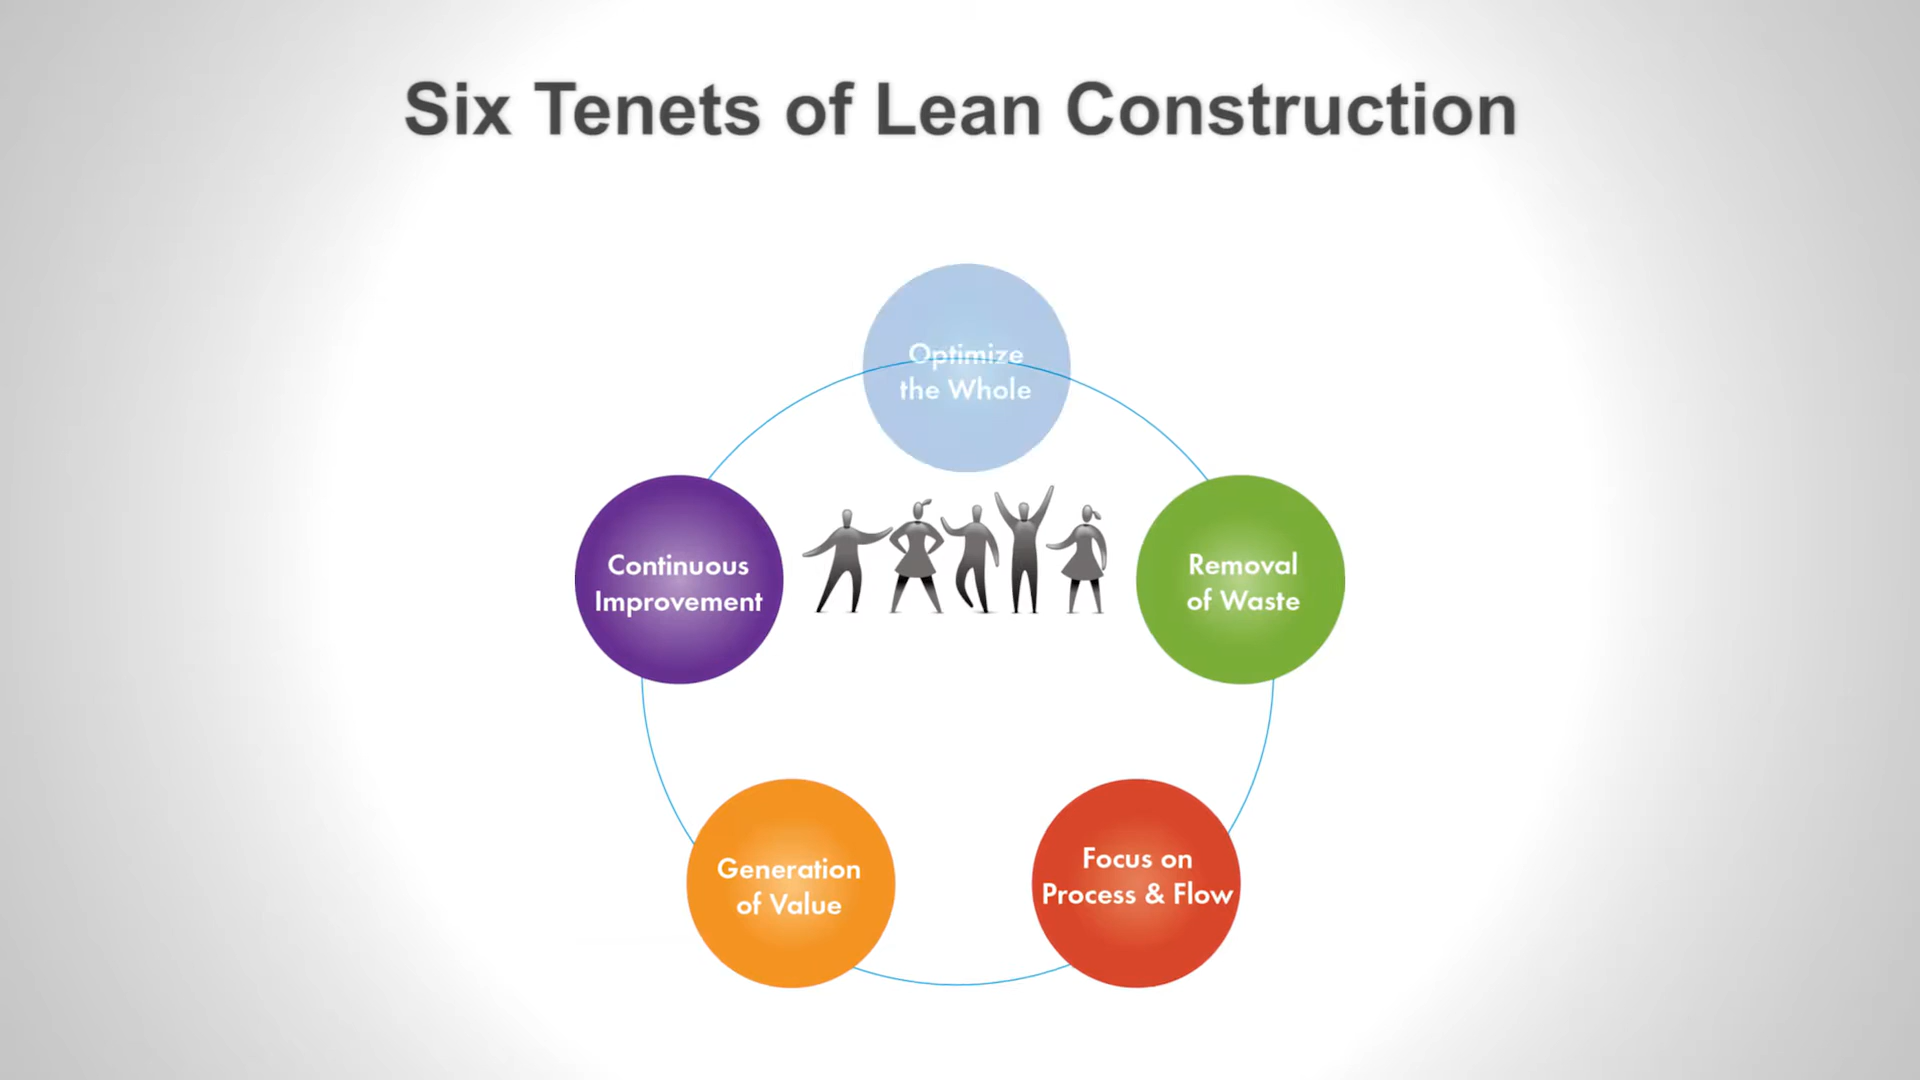 Six Tenets of Lean Construction
Optimize
the Whole
Continuous
Improvement
Removal
of Waste
Generation
of Value
Focus on
Process & Flow